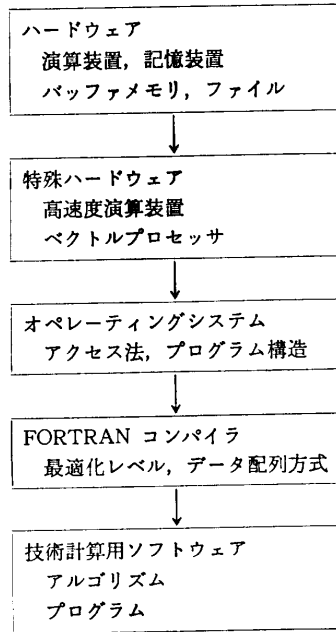 ハードウェア
演算装置, 記憶装置
バッファメモリ, ファイル
特殊ハードウェア
高速度演算装置
ベクトルプロセッサ
オペレーティングシステム
アクセス法, プログラム構造
FORTRAN コンパイラ
最適化レベル, データ配列方式
技術計算用ソフトウェア
アルゴリズム
プログラム